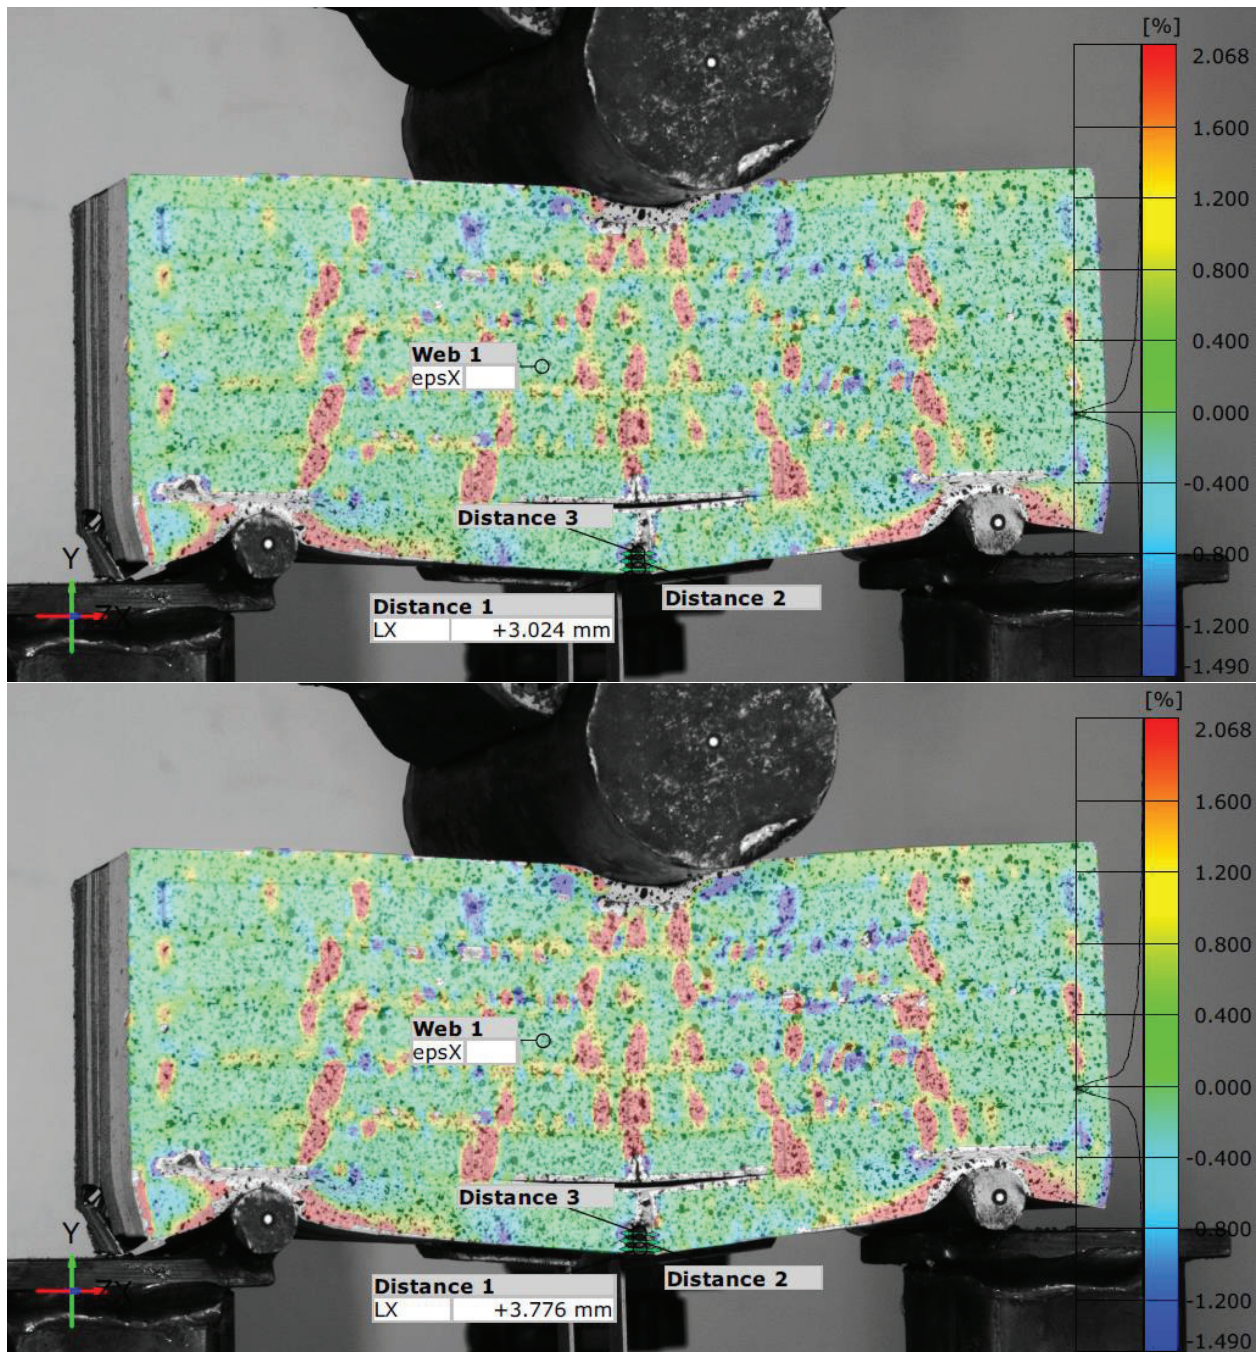 [%]
2.068
1.600
1.200
0.800
0.400
0.000
-0.400
-0.800
-1.200
-1.490
Web 1
epsX
Distance 3
Distance 2
Distance 1
LX +3.024 mm
Y
ZX
[%]
2.068
1.600
1.200
0.800
0.400
0.000
-0.400
-0.800
-1.200
-1.490
Web 1
epsX
Distance 3
Distance 2
Distance 1
LX +3.776 mm
Y
ZX